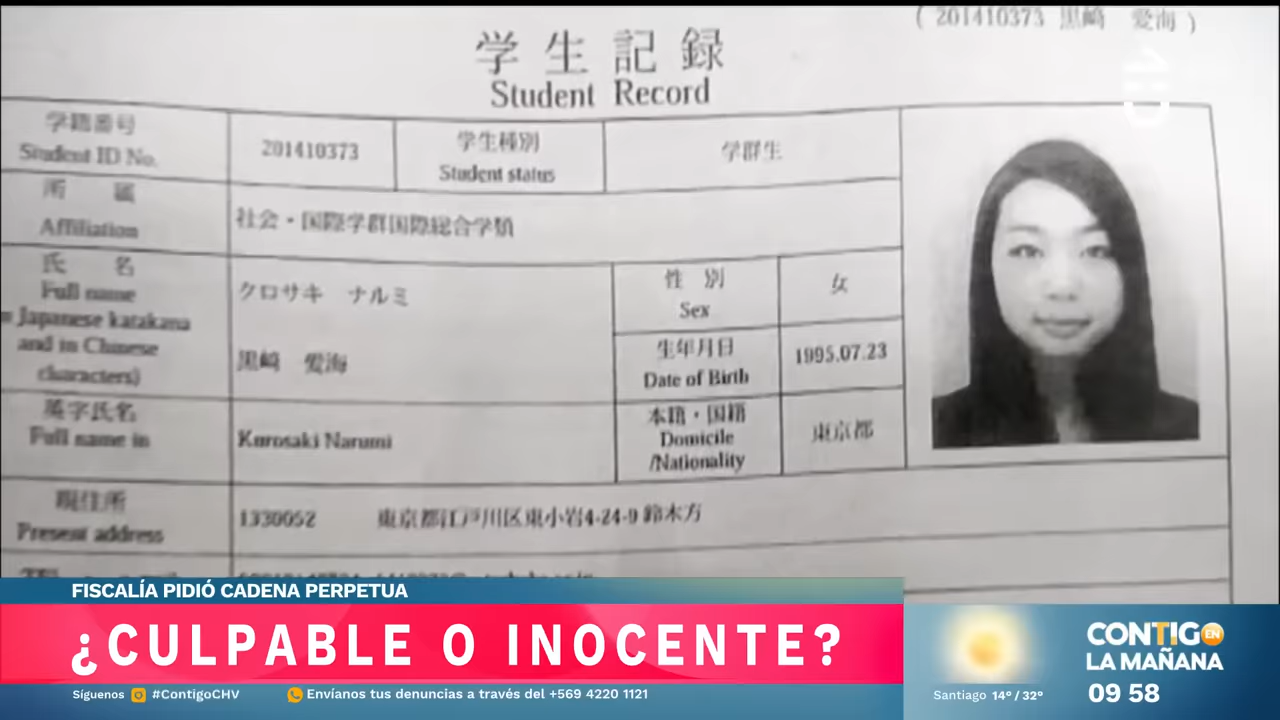 ( 201410373 黒崎 愛海 )
学生記録
Student Record
学籍番号
Student ID No.
201410373
学生種別
Student status
学群生
所属
Affiliation
社会・国際学群国際総合学類
氏名
Full name
Japanese katakana
and in Chinese
characters)
クロサキ ナルミ
黒崎 愛海
性別
Sex
女
生年月日
Date of Birth
1995.07.23
英字氏名
Full name in
Kurosaki Narumi
本籍・国籍
Domicile
/Nationality
東京都
現住所
Present address
1330052 東京都江戸川区東小岩4-24-9 鈴木方
FISCALÍA PIDIÓ CADENA PERPETUA
¿CULPABLE O INOCENTE?
Síguenos #ContigoCHV
Envíanos tus denuncias a través del +569 4220 1121
Santiago 14° / 32°
CONTIGO EN
LA MAÑANA
09 58